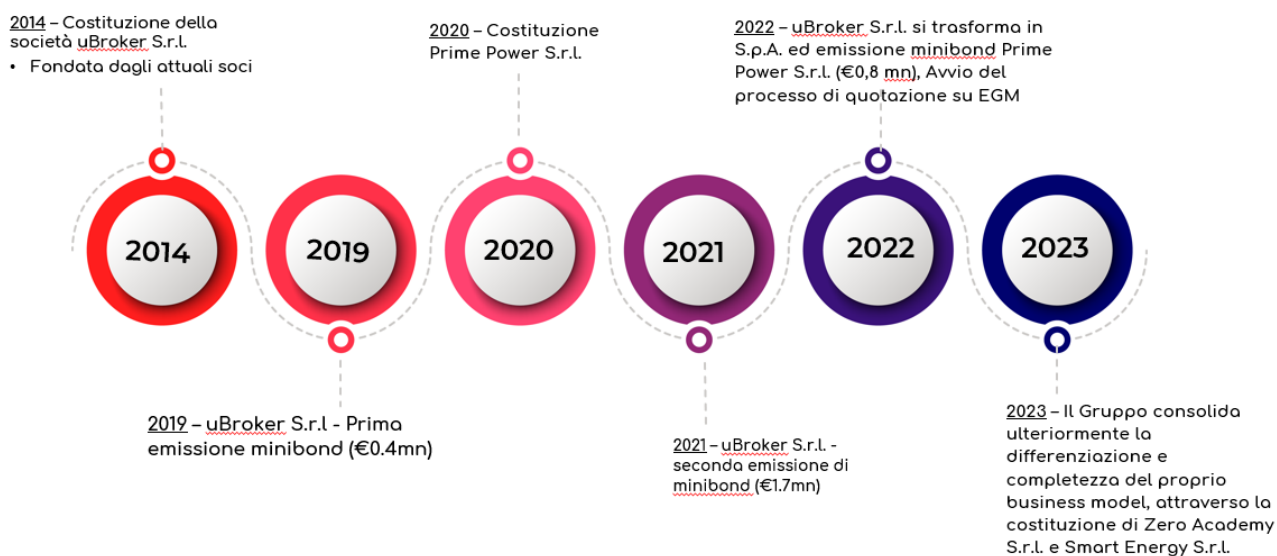 2014 – Costituzione della
società uBroker S.r.l.
• Fondata dagli attuali soci
2020 – Costituzione
Prime Power S.r.l.
2022 – uBroker S.r.l. si trasforma in
S.p.A. ed emissione minibond Prime
Power S.r.l. (€0,8 mn), Avvio del
processo di quotazione su EGM
2014
2019
2020
2021
2022
2023
2019 – uBroker S.r.l - Prima
emissione minibond (€0.4mn)
2021 – uBroker S.r.l. -
seconda emissione di
minibond (€1.7mn)
2023 – Il Gruppo consolida
ulteriormente la
differenziazione e
completezza del proprio
business model, attraverso la
costituzione di Zero Academy
S.r.l. e Smart Energy S.r.l.